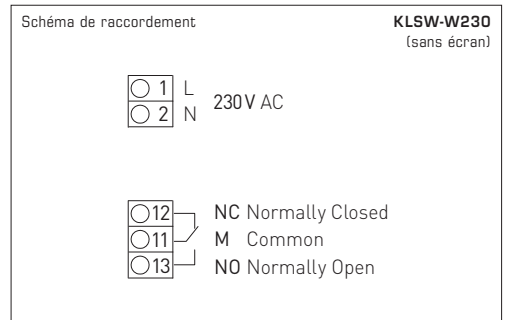 Schéma de raccordement KLSW-W230
(sans écran)
1 L
230 V AC
2 N
12 NC Normally Closed
11 M Common
13 NO Normally Open